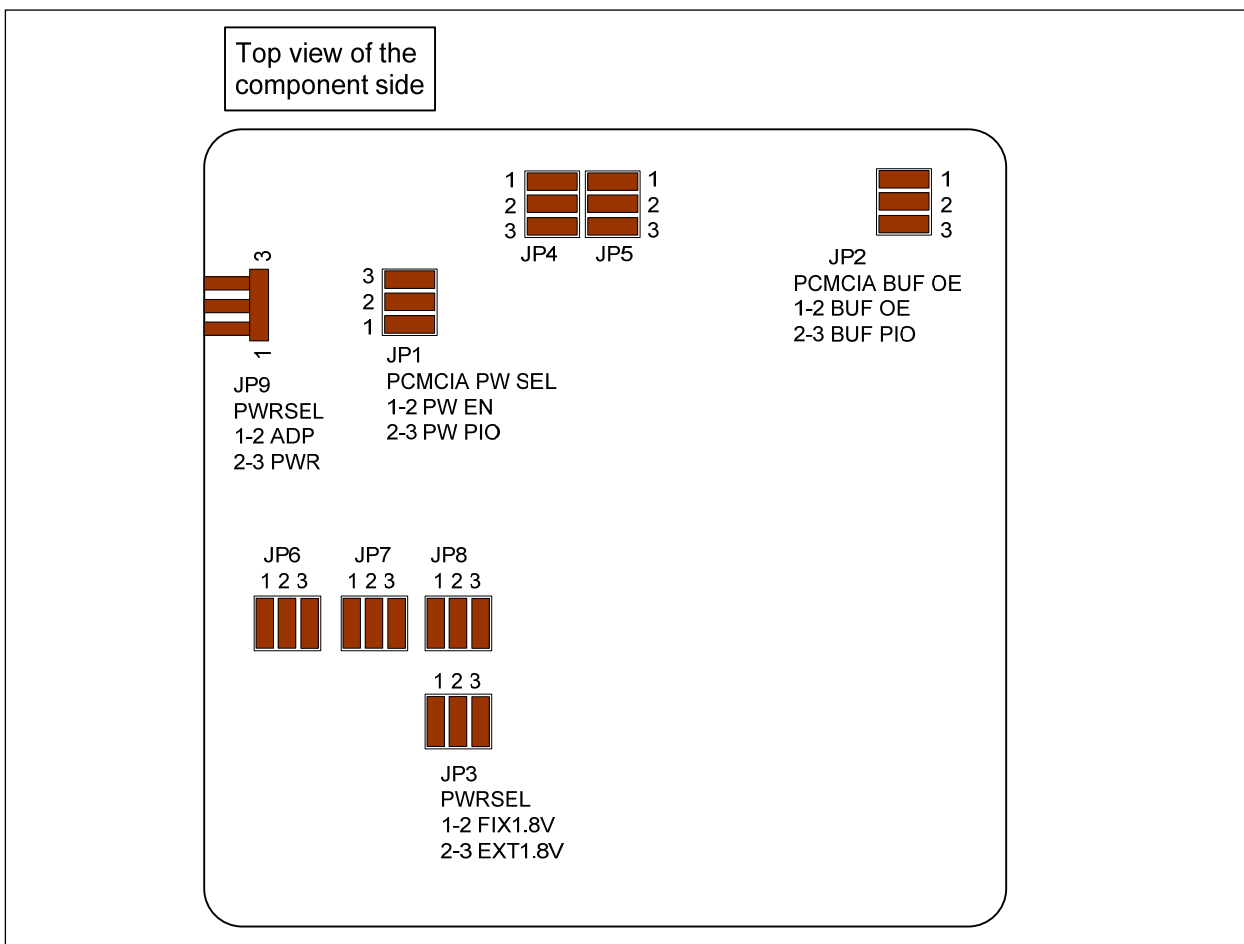 Top view of the
component side
1 1
2 2
3 3
JP4 JP5
1
2
3
JP2
PCMCIA BUF OE
1-2 BUF OE
2-3 BUF PIO
3
1
JP9
PWRSEL
1-2 ADP
2-3 PWR
3
2
1
JP1
PCMCIA PW SEL
1-2 PW EN
2-3 PW PIO
JP6 JP7 JP8
1 2 3 1 2 3 1 2 3
1 2 3
JP3
PWRSEL
1-2 FIX1.8V
2-3 EXT1.8V